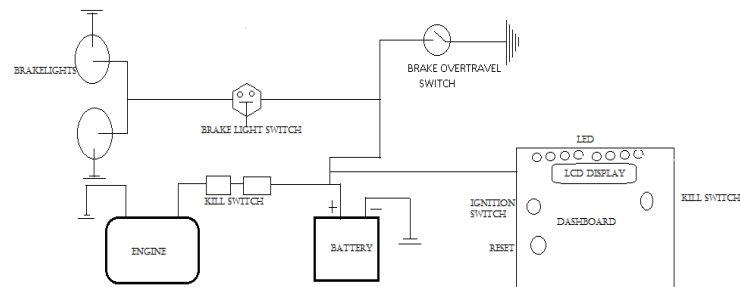 BRAKELIGHTS
BRAKE OVERTRAVEL
SWITCH
BRAKE LIGHT SWITCH
LED
LCD DISPLAY
KILL SWITCH
+
−
IGNITION
SWITCH
KILL SWITCH
DASHBOARD
ENGINE
BATTERY
RESET